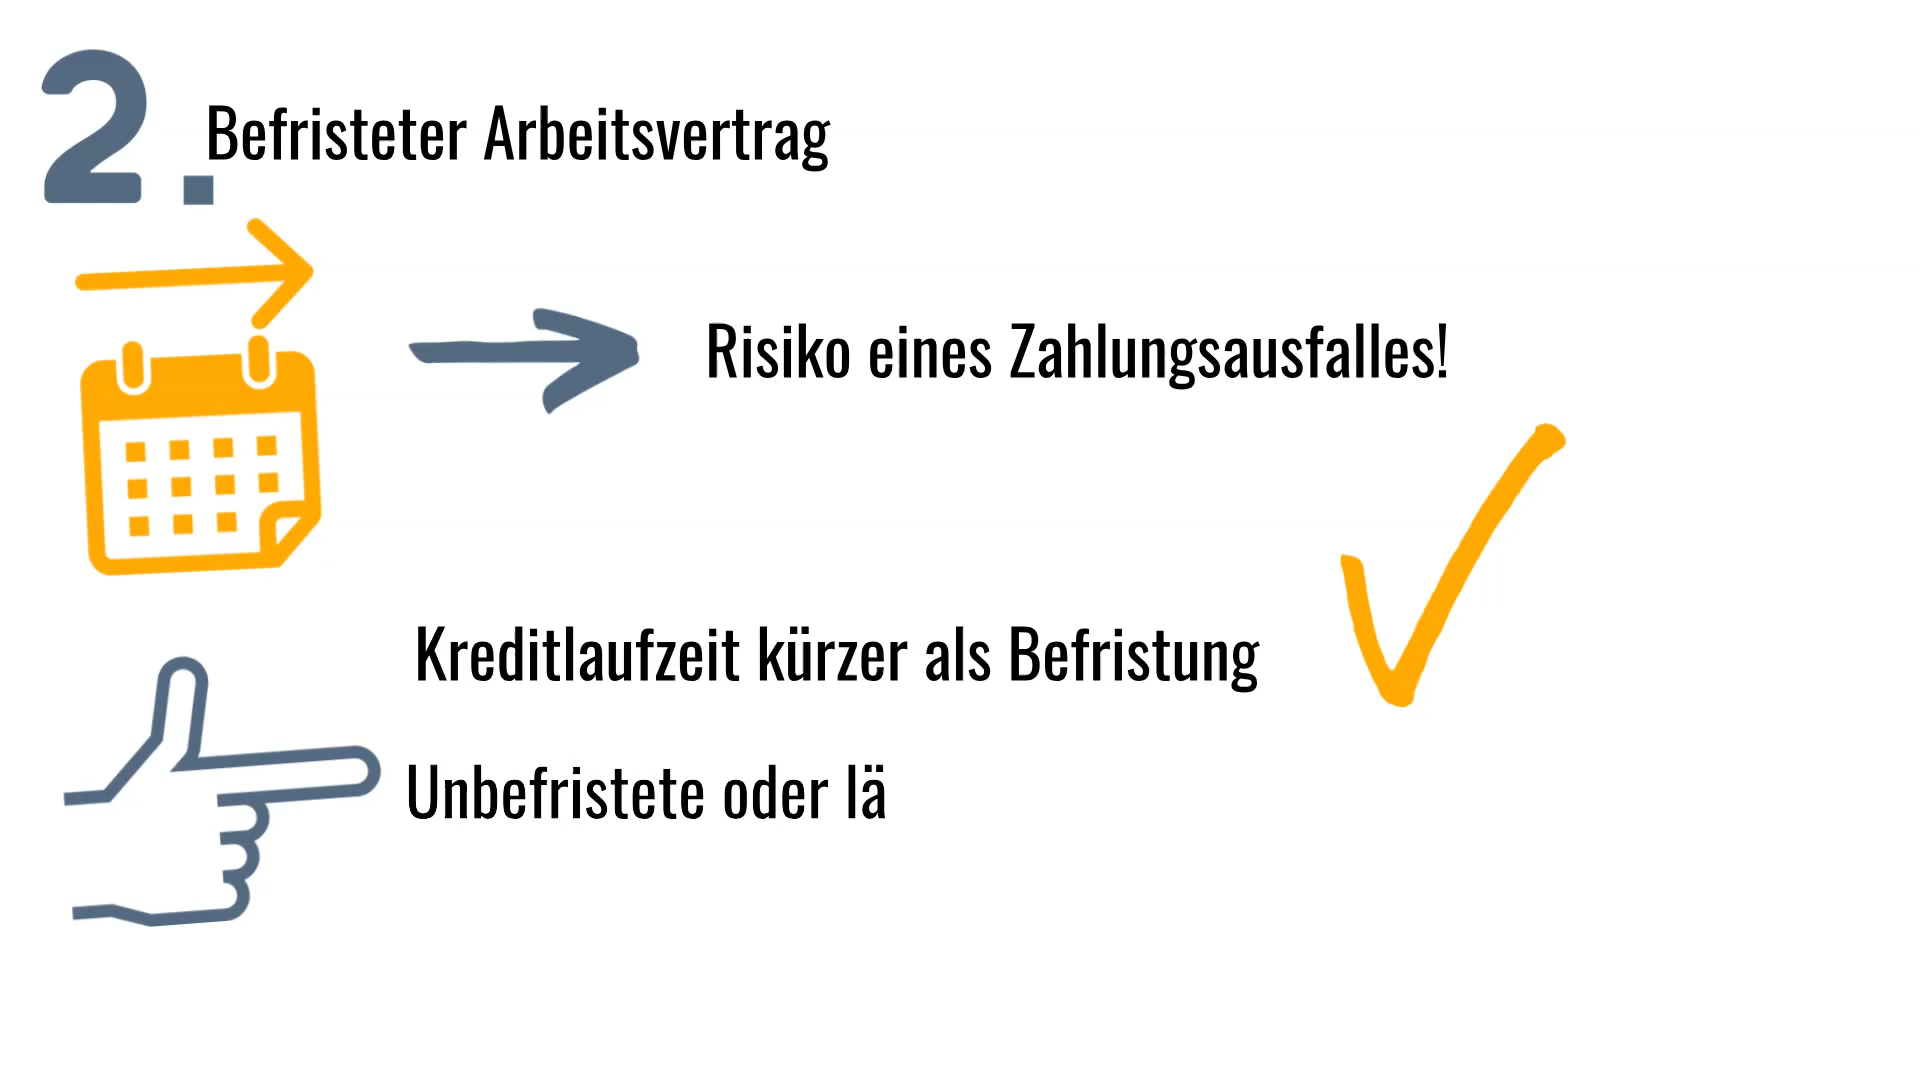 2. Befristeter Arbeitsvertrag
Risiko eines Zahlungsausfalles!
Kreditlaufzeit kürzer als Befristung
Unbefristete oder lä